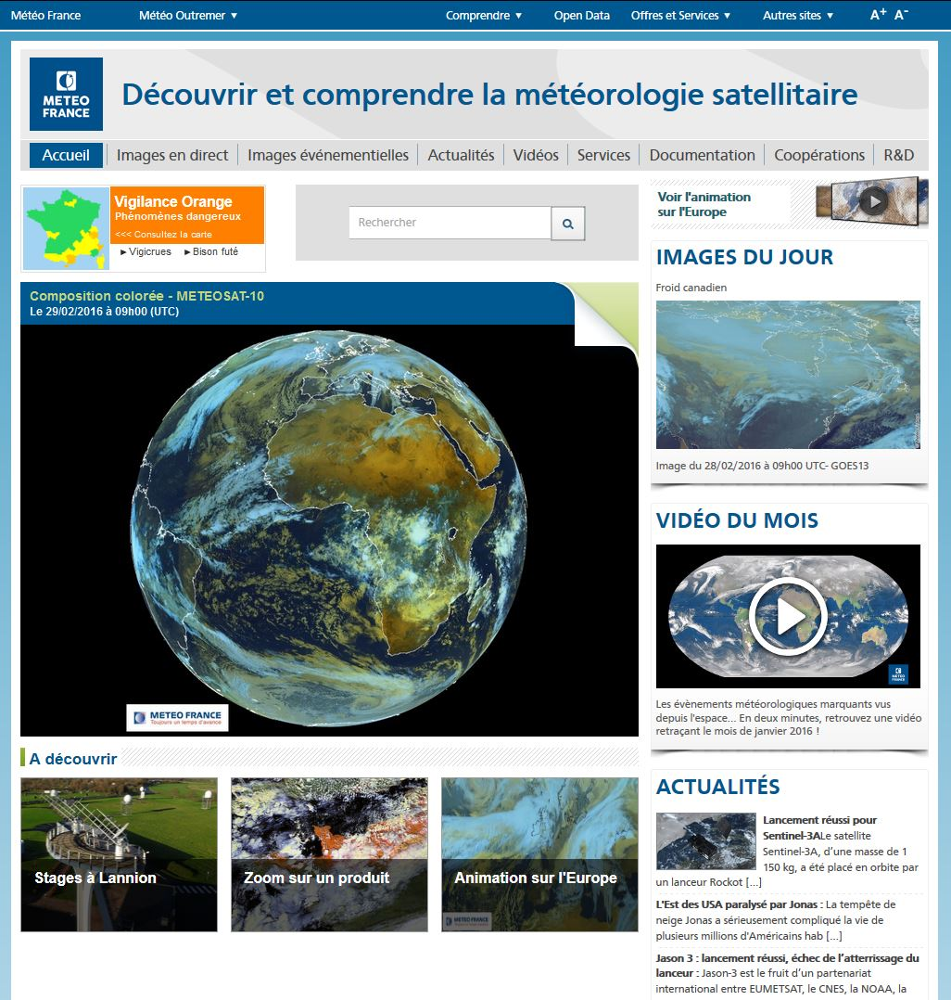 Météo France
Météo Outremer
Comprendre
Open Data
Offres et Services
Autres sites
A+ A-
METEO
FRANCE
Découvrir et comprendre la météorologie satellitaire
Accueil
Images en direct
Images événementielles
Actualités
Vidéos
Services
Documentation
Coopérations
R&D
Vigilance Orange
Phénomènes dangereux
<<< Consultez la carte
Vigicrues
Bison futé
Rechercher
Voir l'animation
sur l'Europe
Composition colorée - METEOSAT-10
Le 29/02/2016 à 09h00 (UTC)
METEO FRANCE
Toujours un temps d'avance
A découvrir
Stages à Lannion
Zoom sur un produit
Animation sur l'Europe
METEO FRANCE
IMAGES DU JOUR
Froid canadien
Image du 28/02/2016 à 09h00 UTC- GOES13
VIDÉO DU MOIS
METEO
FRANCE
Les évènements météorologiques marquants vus
depuis l'espace... En deux minutes, retrouvez une vidéo
retraçant le mois de janvier 2016 !
ACTUALITÉS
Lancement réussi pour
Sentinel-3ALe satellite
Sentinel-3A, d’une masse de 1
150 kg, a été placé en orbite par
un lanceur Rockot [...]
L'Est des USA paralysé par Jonas : La tempête de
neige Jonas a sérieusement compliqué la vie de
plusieurs millions d'Américains hab [...]
Jason 3 : lancement réussi, échec de l’atterrissage du
lanceur : Jason-3 est le fruit d’un partenariat
international entre EUMETSAT, le CNES, la NOAA, la